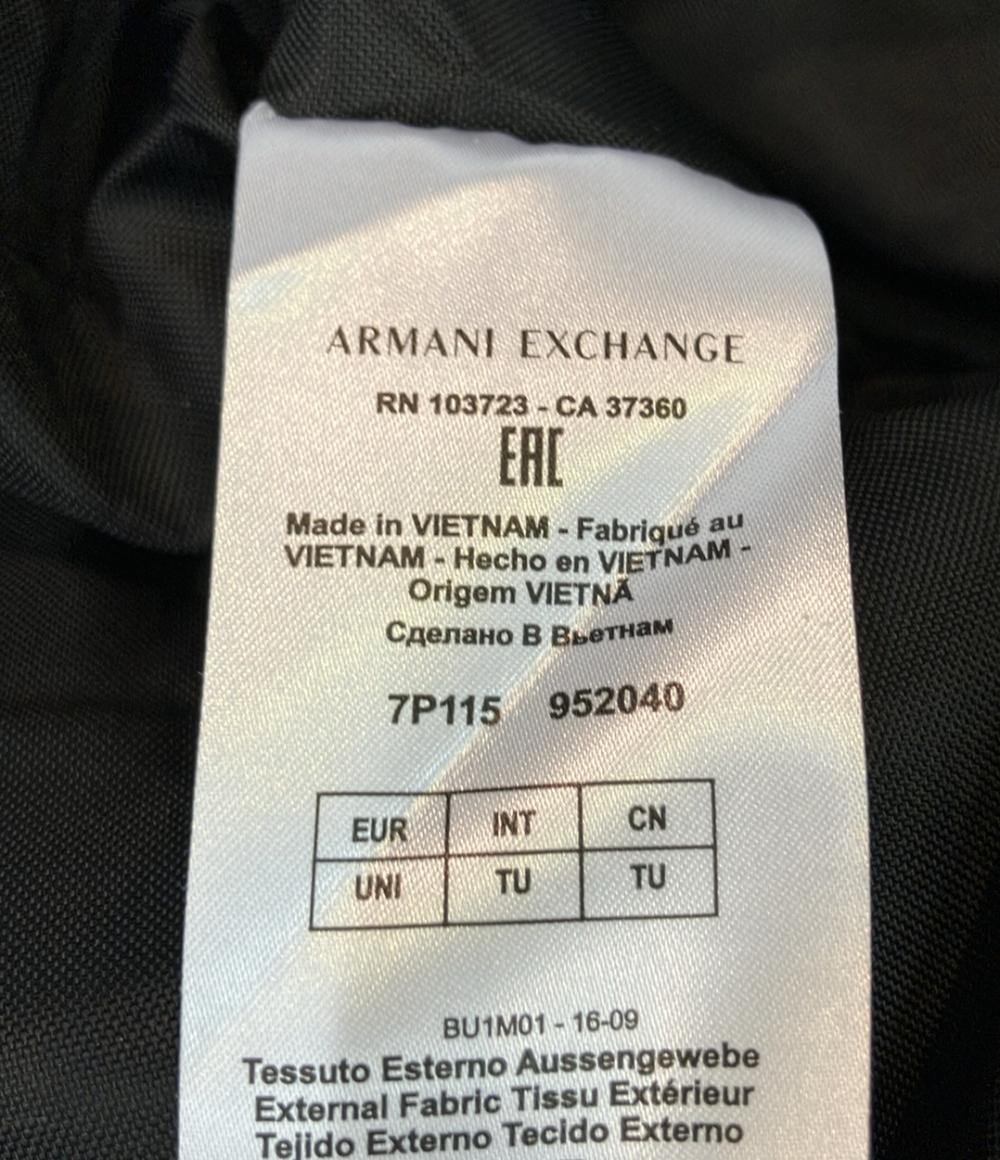 ARMANI EXCHANGE
RN 103723 - CA 37360
EAC
Made in VIETNAM - Fabriqué au
VIETNAM - Hecho en VIETNAM -
Origem VIETNÃ
Сделано В Вьетнам
7P115 952040
EUR INT CN
UNI TU TU
BU1M01 - 16-09
Tessuto Esterno Aussengewebe
External Fabric Tissu Extérieur
Tejido Externo Tecido Externo